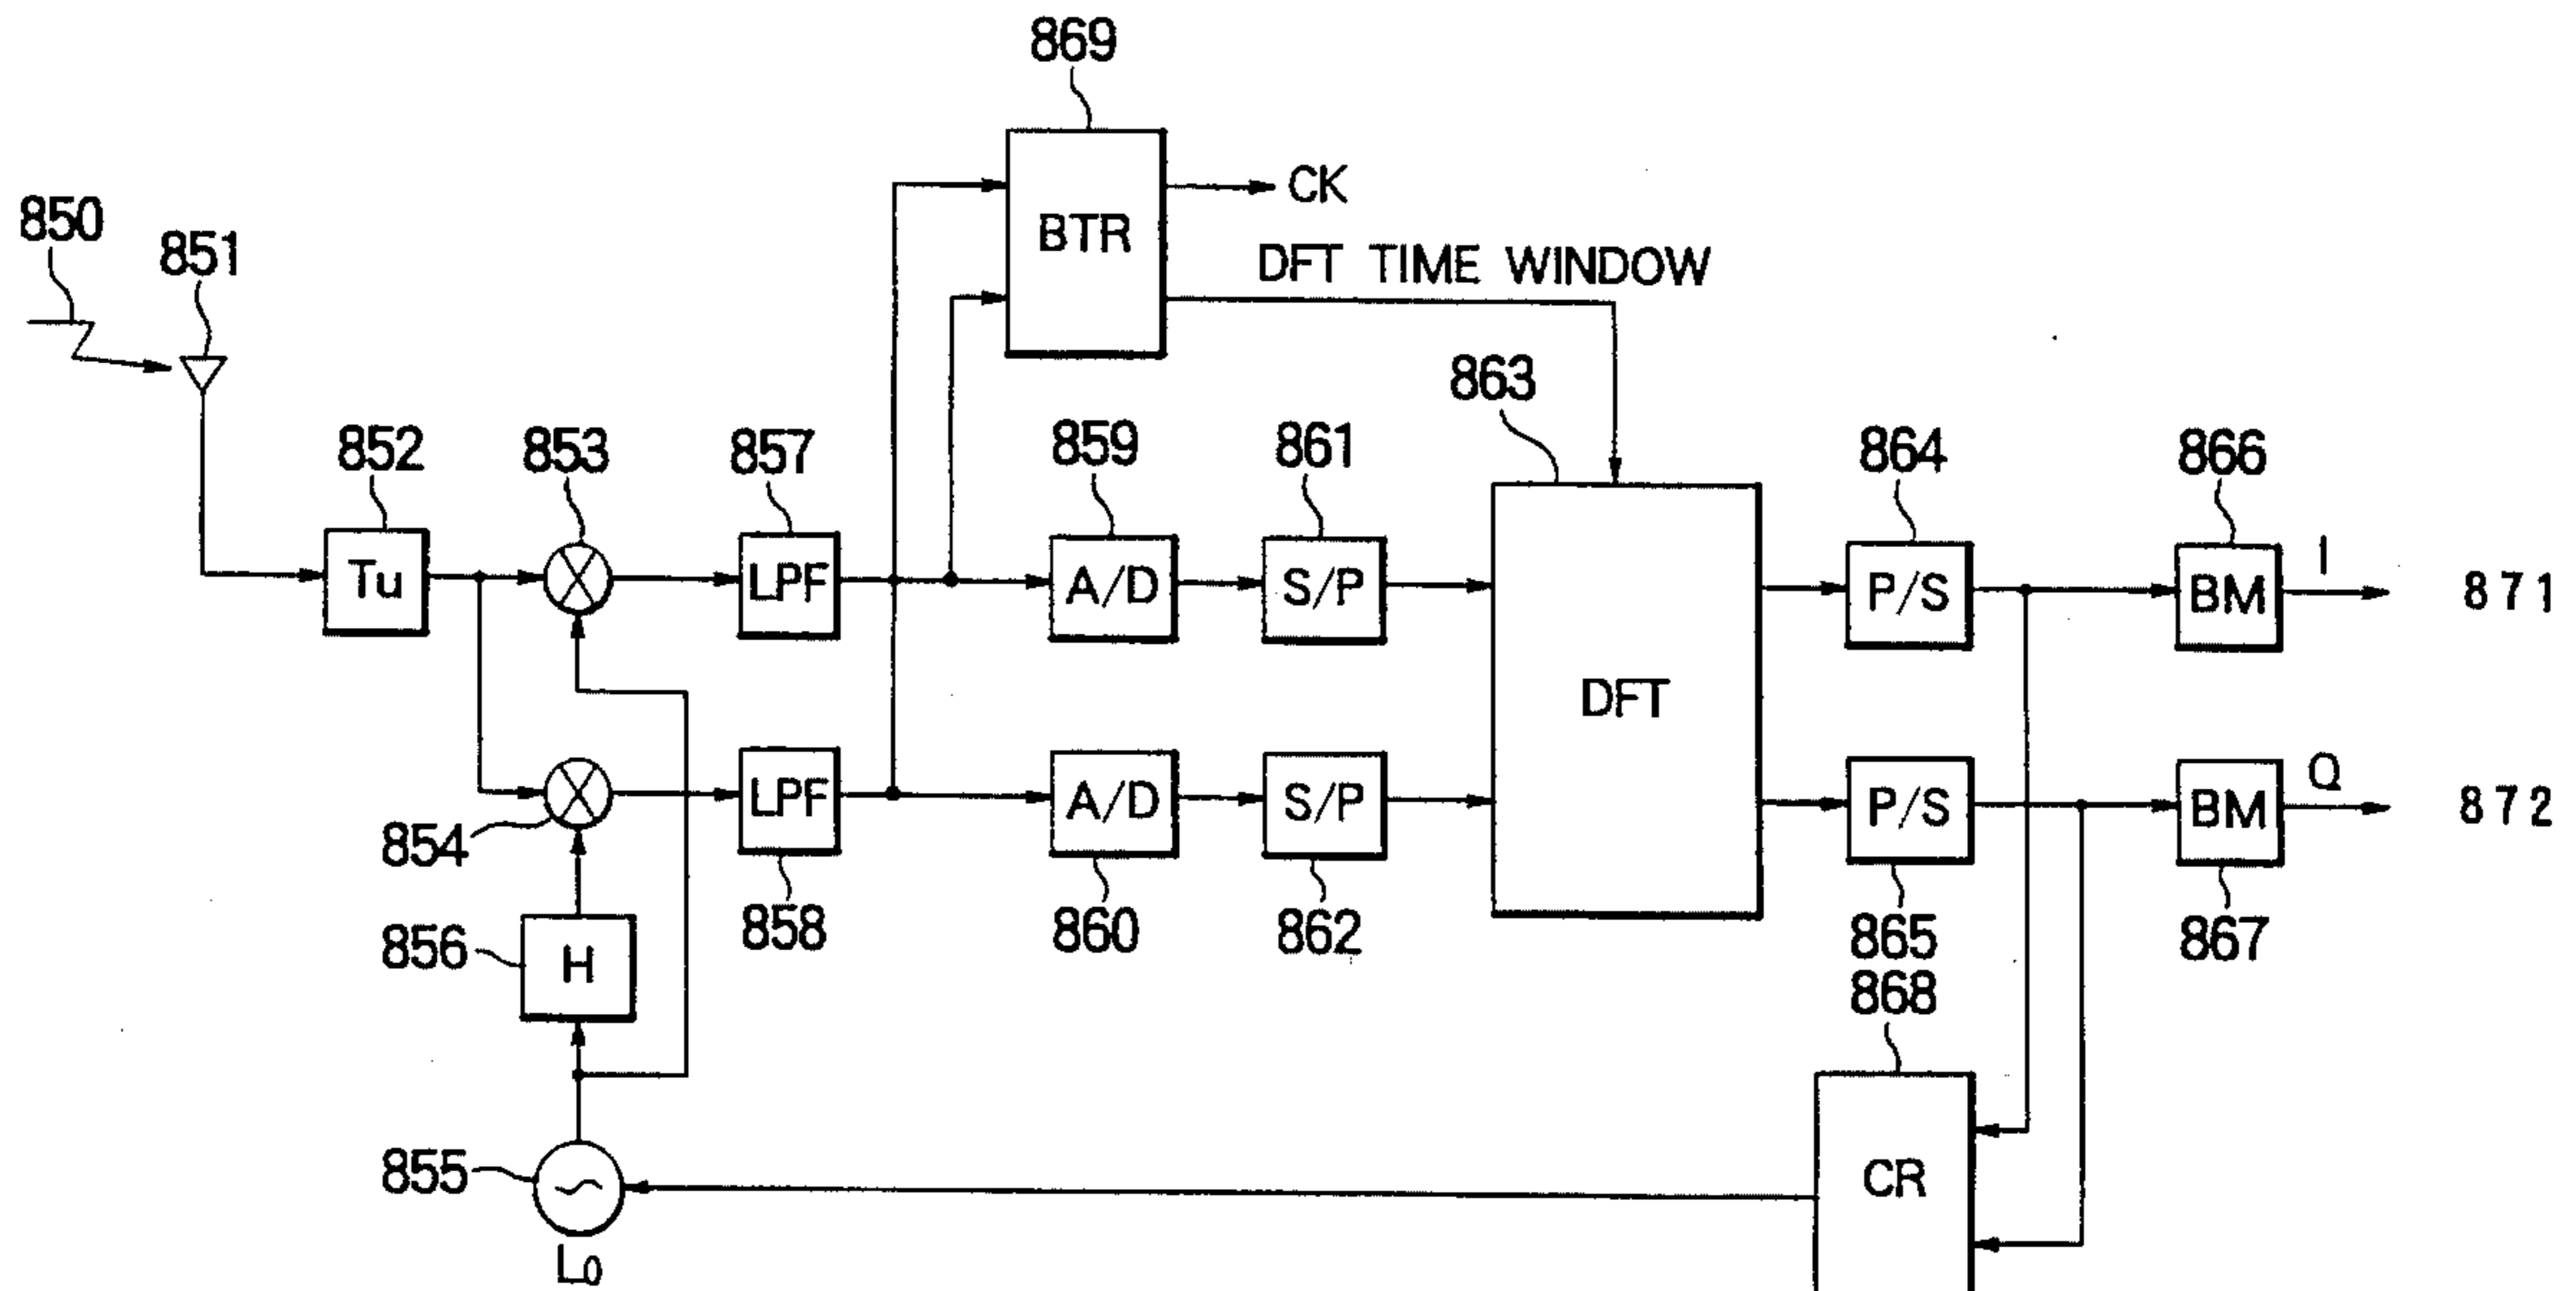 869
850
851
BTR
CK
DFT TIME WINDOW
863
852
853
857
859
861
864
866
Tu
LPF
A/D
S/P
P/S
BM
I
871
DFT
854
LPF
A/D
S/P
P/S
BM
Q
872
856
H
858
860
862
865
867
868
855
CR
L0